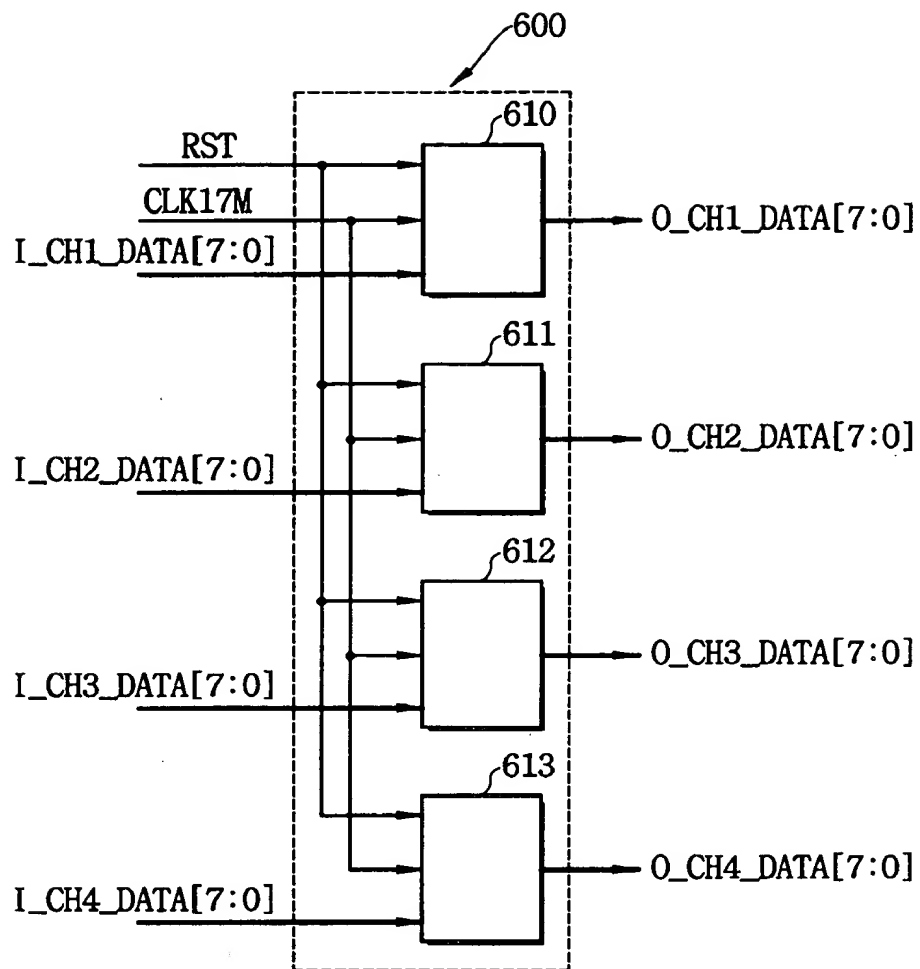 600
610
RST
CLK17M
I_CH1_DATA[7:0]
O_CH1_DATA[7:0]
611
I_CH2_DATA[7:0]
O_CH2_DATA[7:0]
612
I_CH3_DATA[7:0]
O_CH3_DATA[7:0]
613
I_CH4_DATA[7:0]
O_CH4_DATA[7:0]